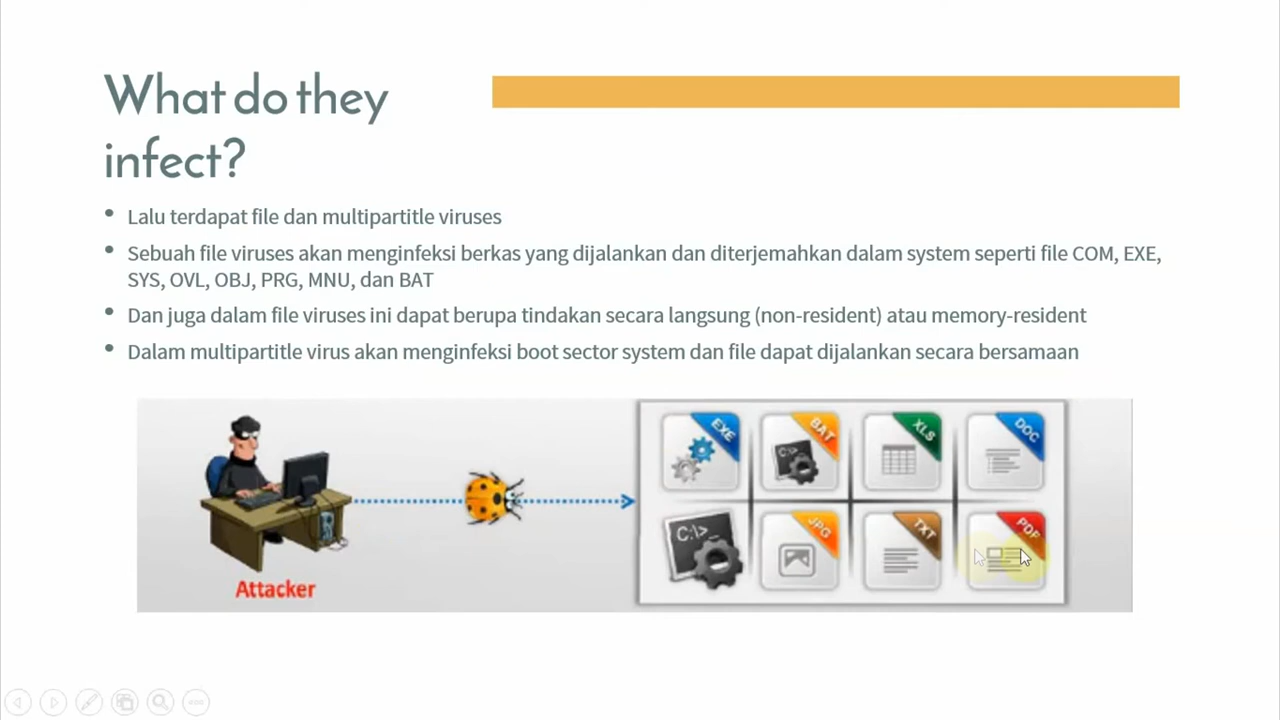 What do they
infect?
• Lalu terdapat file dan multipartitle viruses
• Sebuah file viruses akan menginfeksi berkas yang dijalankan dan diterjemahkan dalam system seperti file COM, EXE,
SYS, OVL, OBJ, PRG, MNU, dan BAT
• Dan juga dalam file viruses ini dapat berupa tindakan secara langsung (non-resident) atau memory-resident
• Dalam multipartitle virus akan menginfeksi boot sector system dan file dapat dijalankan secara bersamaan
EXE
BAT
XLS
DOC
C:\>_
C:\>_
JPG
TXT
PDF
Attacker